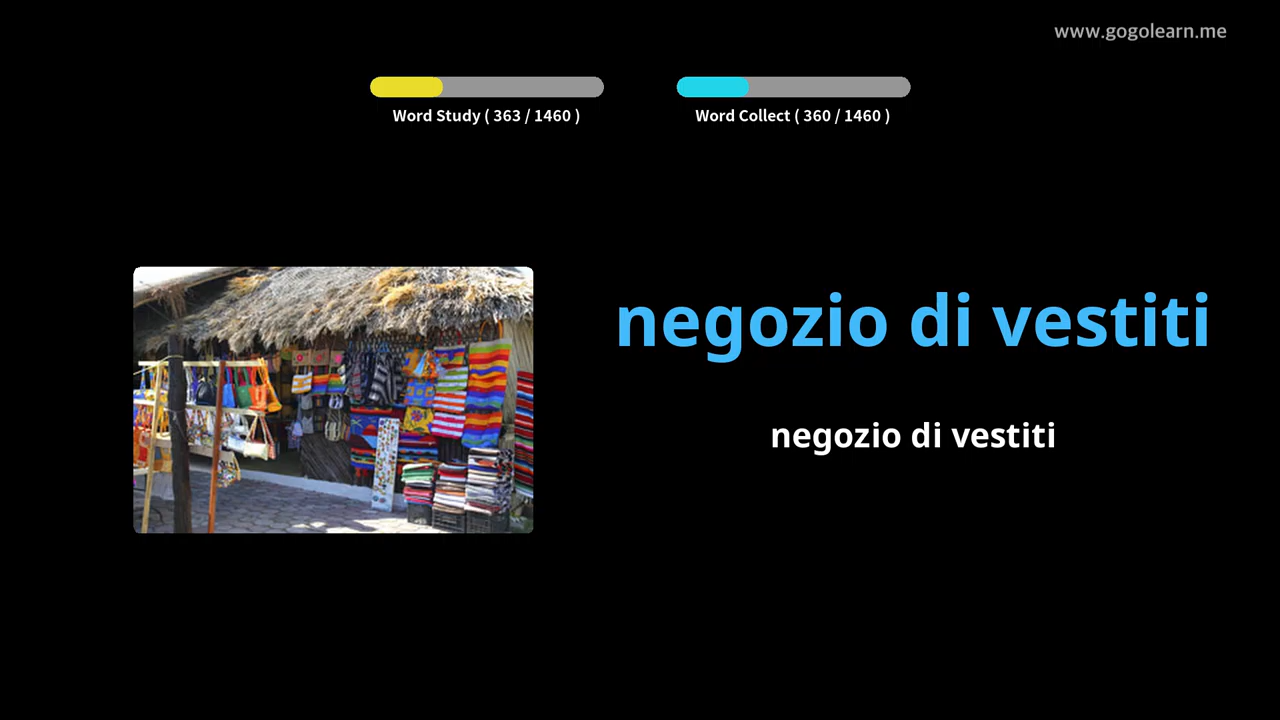 www.gogolearn.me
Word Study ( 363 / 1460 )
Word Collect ( 360 / 1460 )
negozio di vestiti
negozio di vestiti